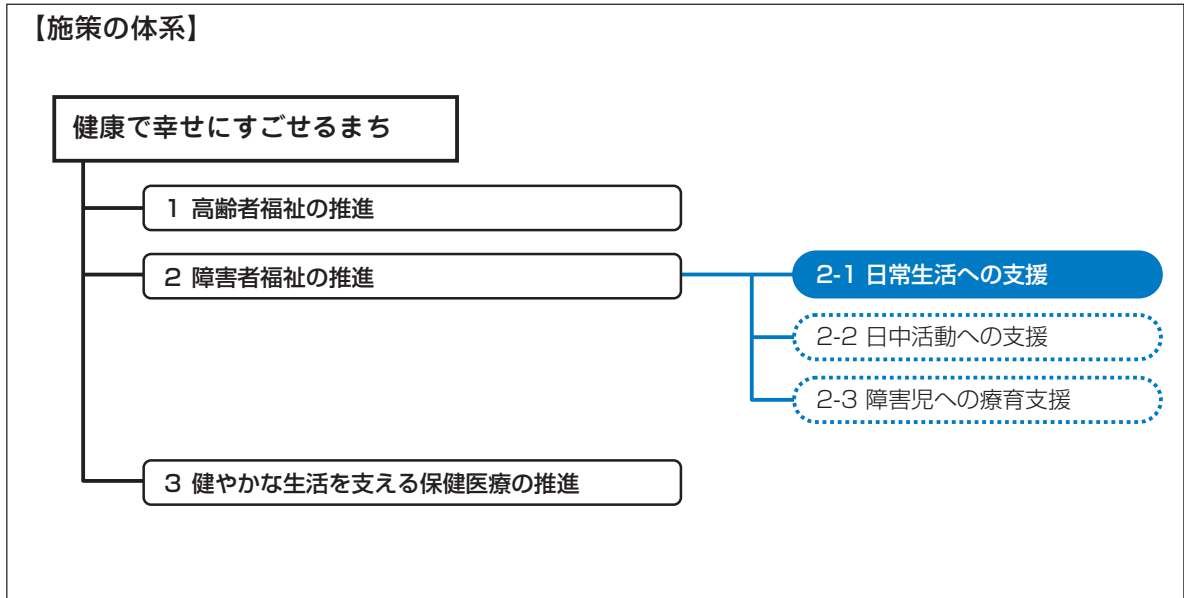 【施策の体系】
健康で幸せにすごせるまち
1 高齢者福祉の推進
2 障害者福祉の推進
2-1 日常生活への支援
2-2 日中活動への支援
2-3 障害児への療育支援
3 健やかな生活を支える保健医療の推進